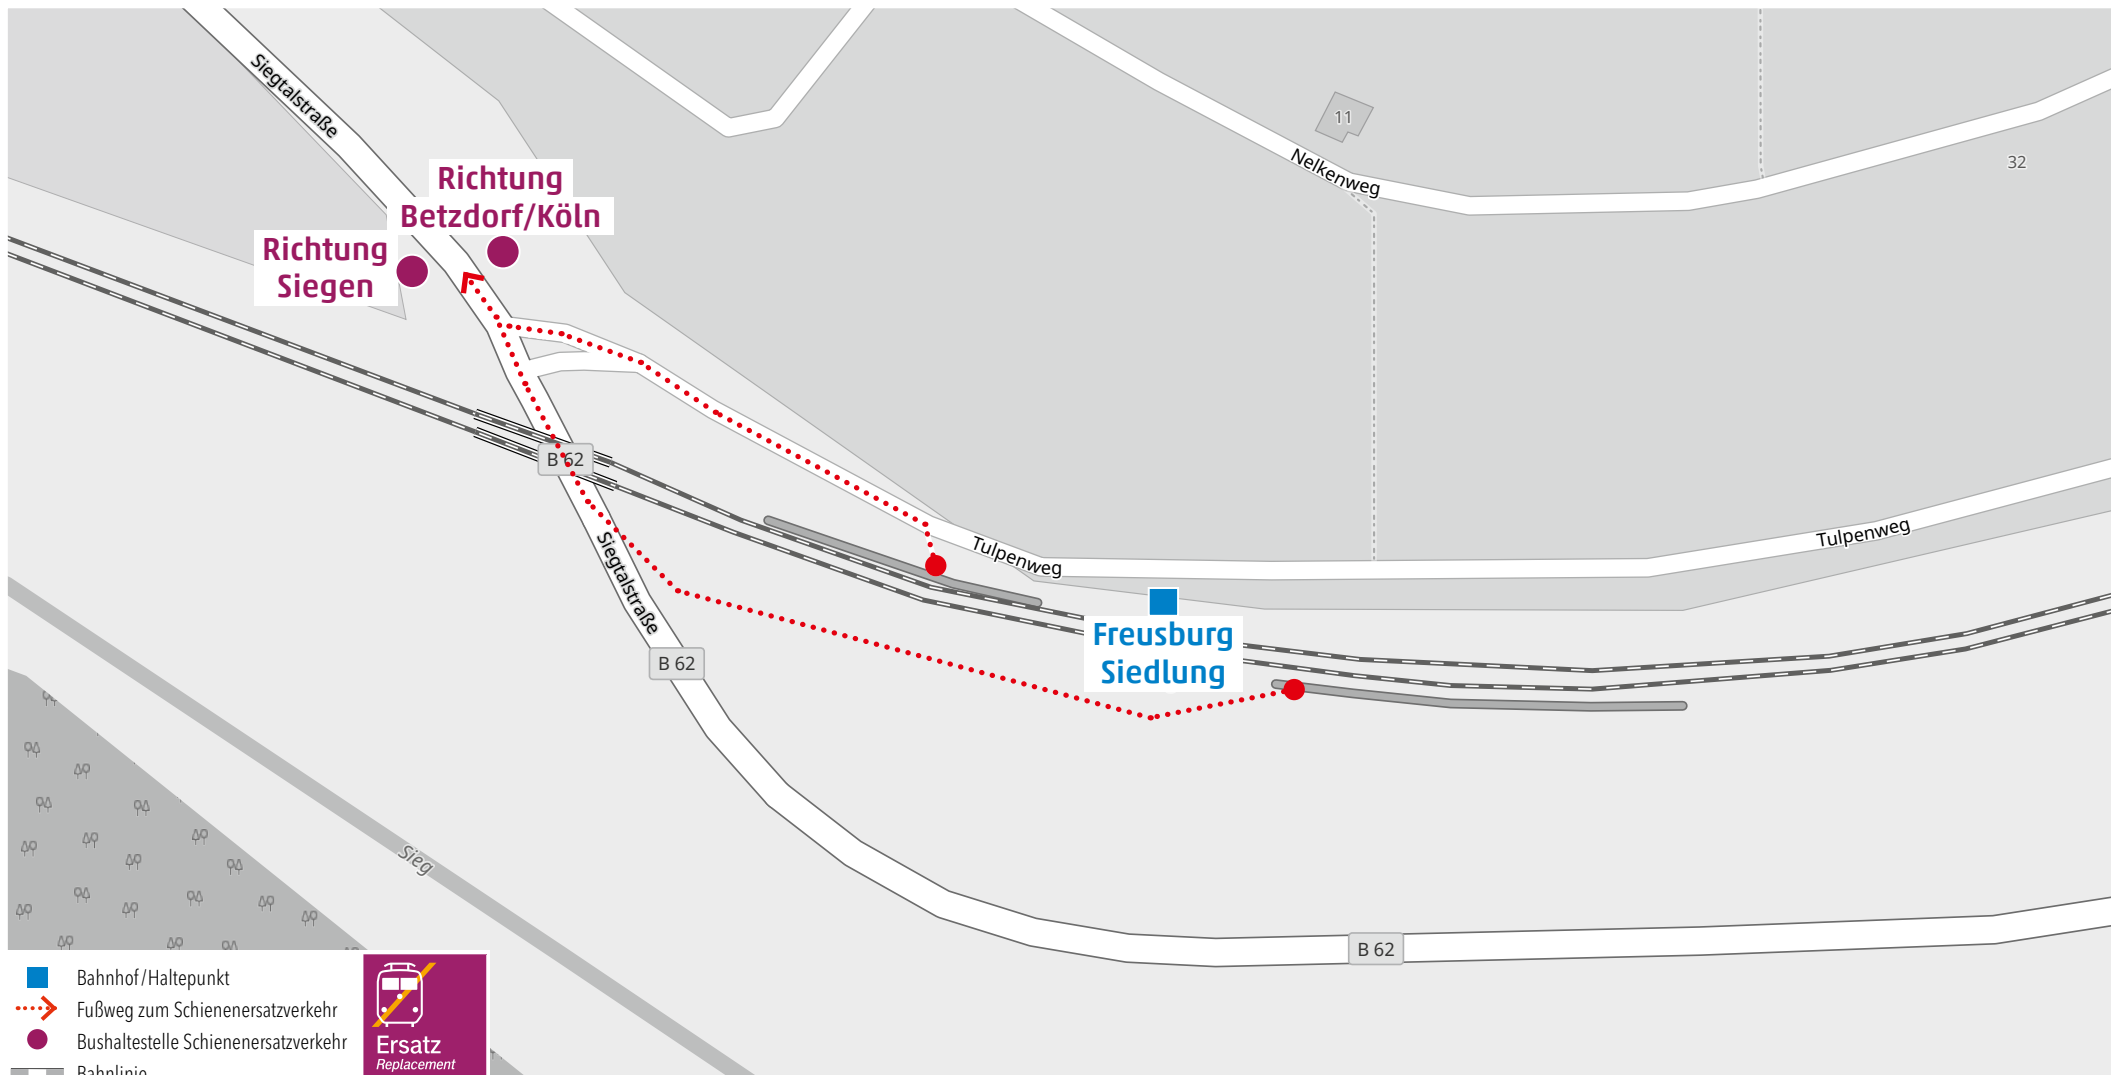 Siegtalstraße
11
Nelkenweg
32
Richtung
Betzdorf/Köln
Richtung
Siegen
B 62
Siegtalstraße
Tulpenweg
Tulpenweg
Freusburg
Siedlung
B 62
Sieg
B 62
Bahnhof/Haltepunkt
Fußweg zum Schienenersatzverkehr
Bushaltestelle Schienenersatzverkehr
Bahnlinie
Ersatz
Replacement